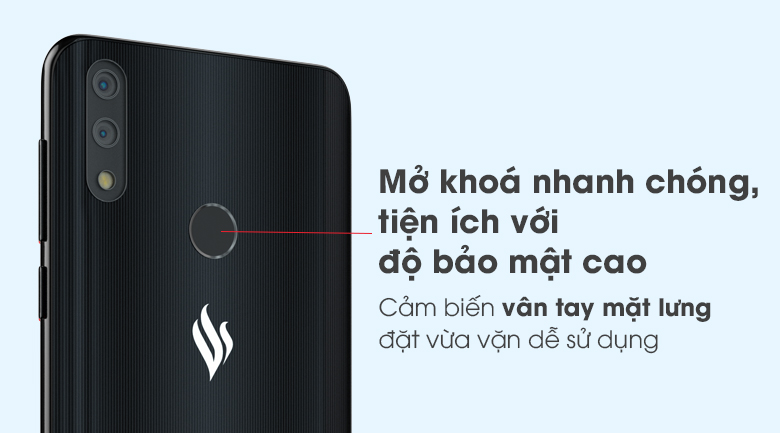 Mở khoá nhanh chóng,
tiện ích với
độ bảo mật cao
Cảm biến vân tay mặt lưng
đặt vừa vặn dễ sử dụng